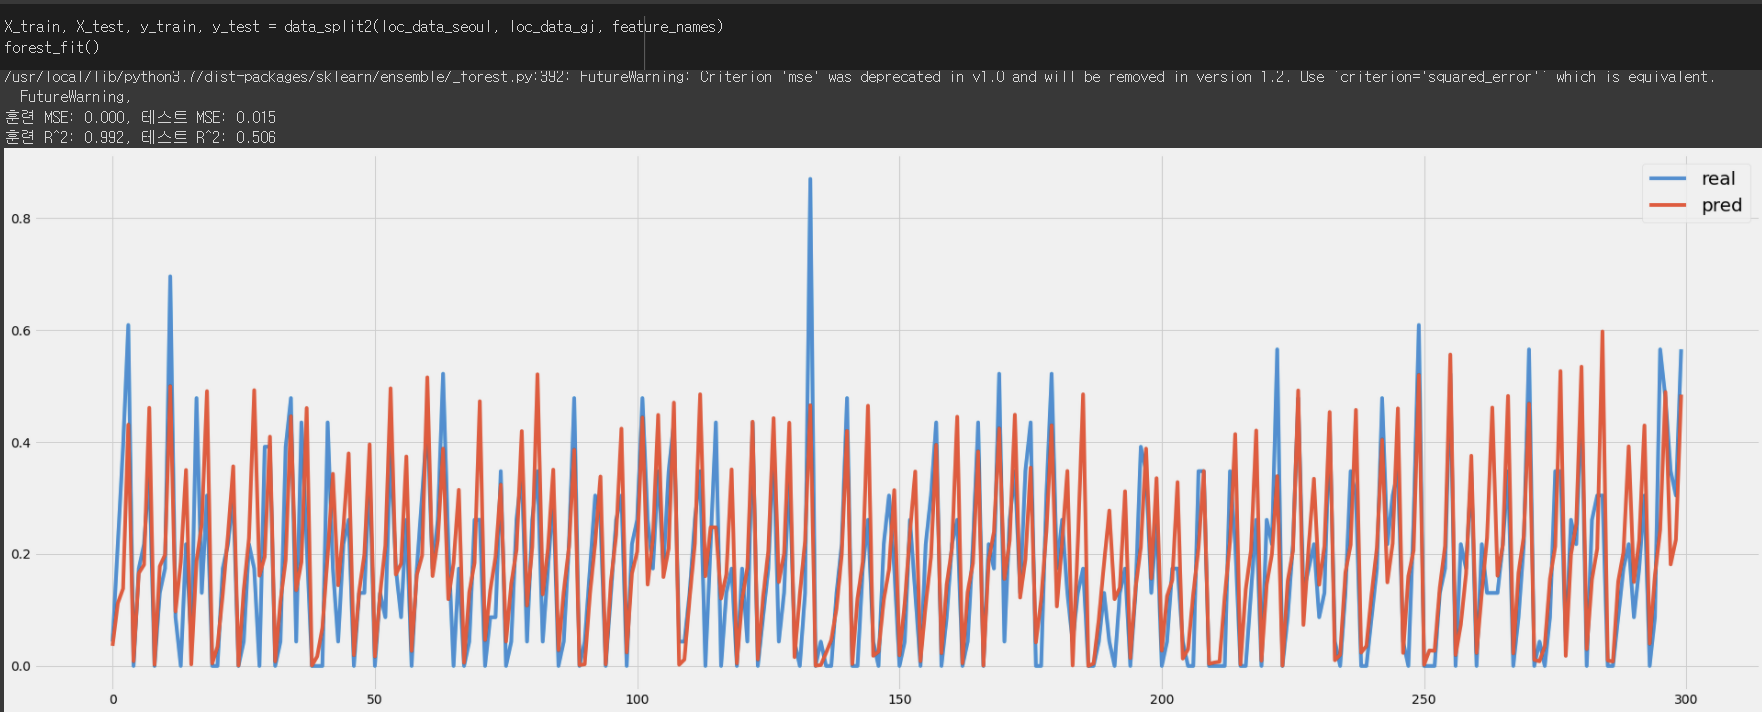 X_train, X_test, y_train, y_test = data_split2(loc_data_seoul, loc_data_gj, feature_names)
forest_fit()
/usr/local/lib/python3.7/dist-packages/sklearn/ensemble/_forest.py:392: FutureWarning: Criterion 'mse' was deprecated in v1.0 and will be removed in version 1.2. Use `criterion='squared_error'` which is equivalent.
FutureWarning,
훈련 MSE: 0.000, 테스트 MSE: 0.015
훈련 R^2: 0.992, 테스트 R^2: 0.506
real
pred
0.8
0.6
0.4
0.2
0.0
0 50 100 150 200 250 300